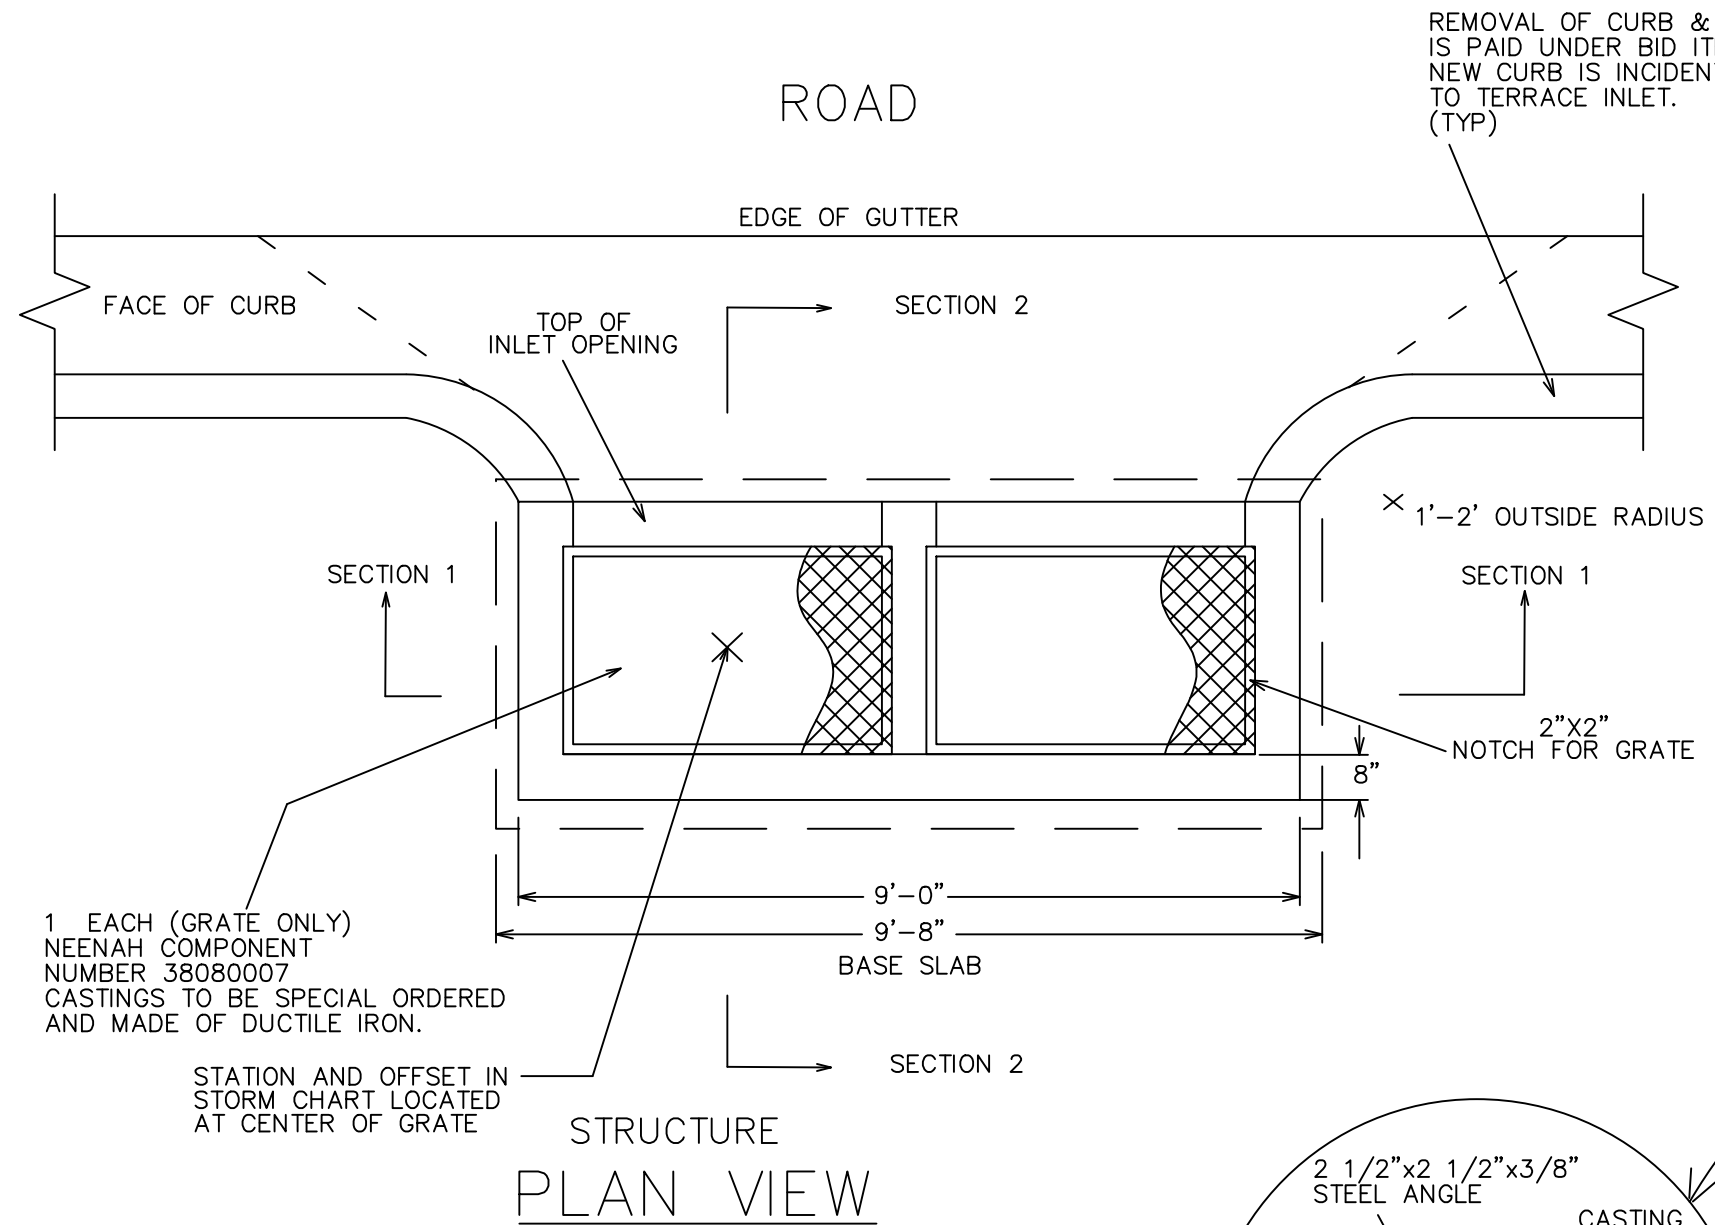 REMOVAL OF CURB &
IS PAID UNDER BID
NEW CURB IS
TO TERRACE INLET.
(TYP)
ROAD
EDGE OF GUTTER
FACE OF CURB
TOP OF
INLET OPENING
SECTION 2
1'-2' OUTSIDE RADIUS
SECTION 1
SECTION 1
2"X2"
NOTCH FOR GRATE
8"
9'-0"
9'-8"
BASE SLAB
1 EACH (GRATE ONLY)
NEENAH COMPONENT
NUMBER 38080007
CASTINGS TO BE SPECIAL ORDERED
AND MADE OF DUCTILE IRON.
SECTION 2
STATION AND OFFSET IN
STORM CHART LOCATED
AT CENTER OF GRATE
STRUCTURE
PLAN VIEW
2 1/2"x2 1/2"x3/8"
STEEL ANGLE
CASTING